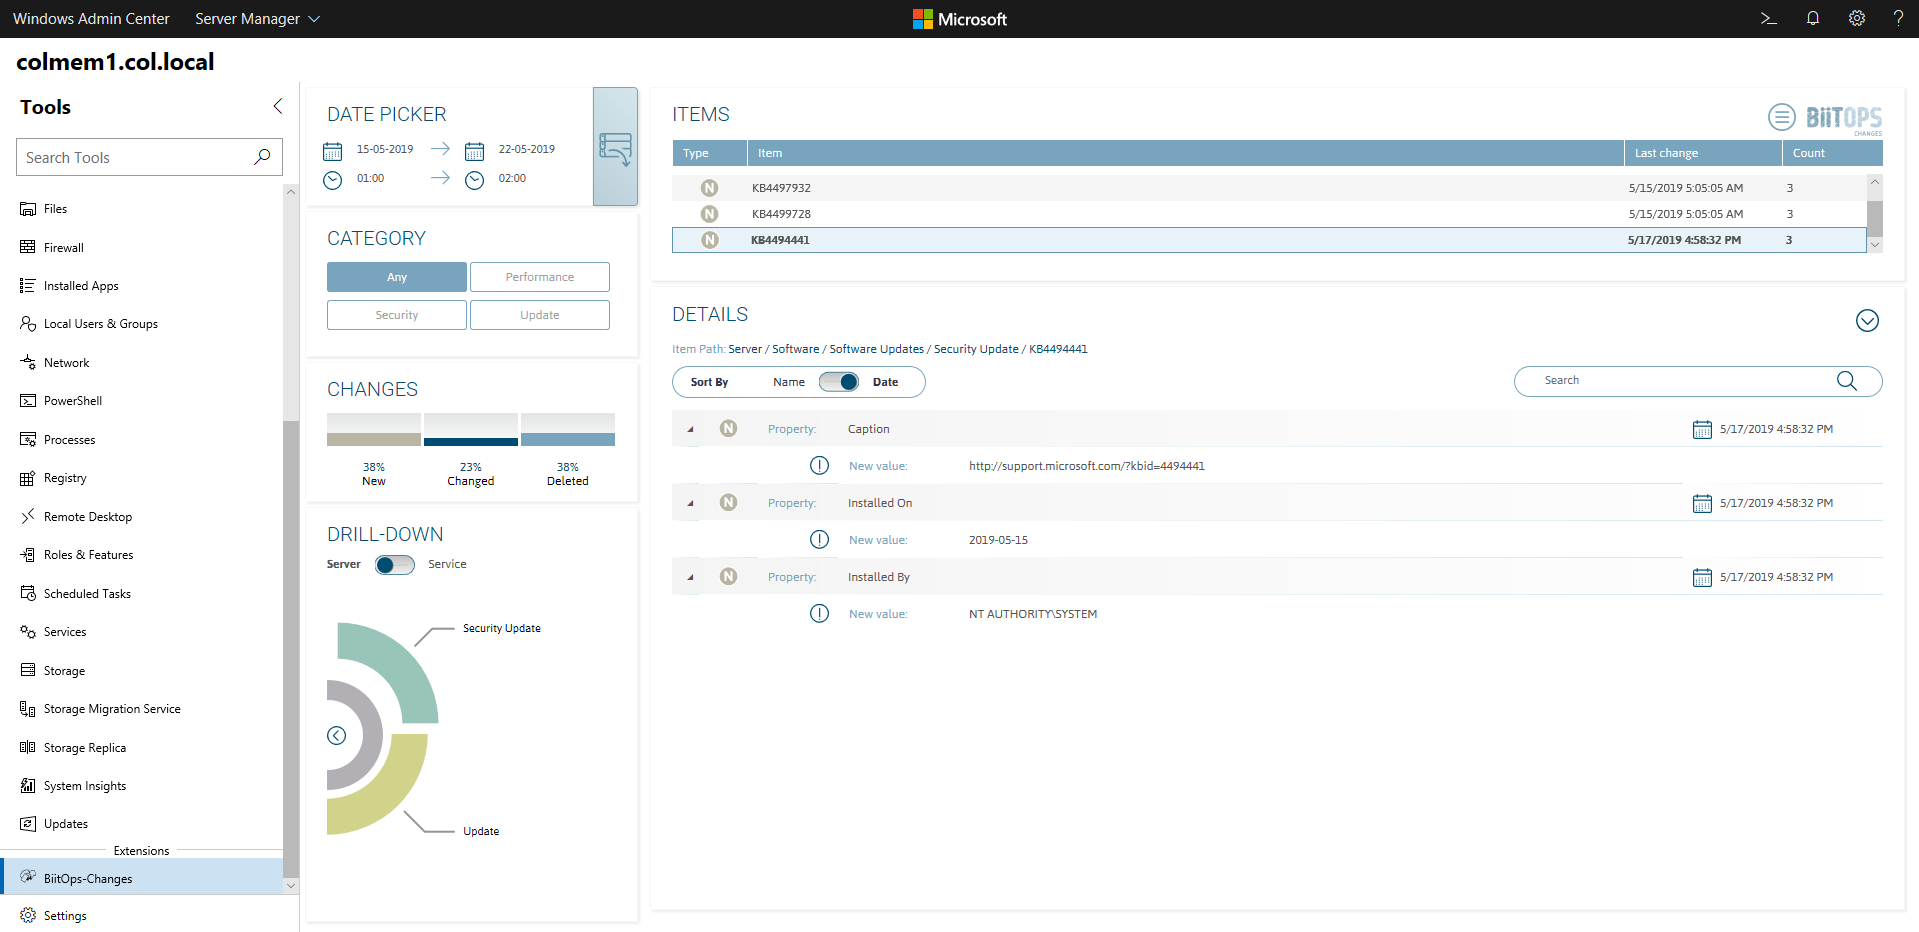 Windows Admin Center Server Manager Microsoft >_ ?
colmem1.col.local
Tools
Search Tools
Files
Firewall
Installed Apps
Local Users & Groups
Network
PowerShell
Processes
Registry
Remote Desktop
Roles & Features
Scheduled Tasks
Services
Storage
Storage Migration Service
Storage Replica
System Insights
Updates
Extensions
BiitOps-Changes
Settings
DATE PICKER
15-05-2019 22-05-2019
01:00 02:00
CATEGORY
Any Performance
Security Update
CHANGES
38% 23% 38%
New Changed Deleted
DRILL-DOWN
Server Service
Security Update
Update
ITEMS
BiiTOPS
CHANGES
Type Item Last change Count
N KB4497932 5/15/2019 5:05:05 AM 3
N KB4499728 5/15/2019 5:05:05 AM 3
N KB4494441 5/17/2019 4:58:32 PM 3
DETAILS
Item Path: Server / Software / Software Updates / Security Update / KB4494441
Sort By Name Date Search
N Property: Caption 5/17/2019 4:58:32 PM
New value: http://support.microsoft.com/?kbid=4494441
N Property: Installed On 5/17/2019 4:58:32 PM
New value: 2019-05-15
N Property: Installed By 5/17/2019 4:58:32 PM
New value: NT AUTHORITY\SYSTEM